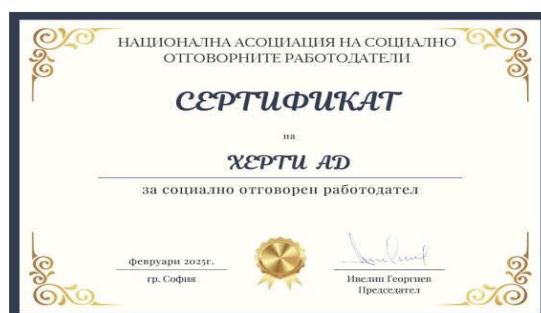 НАЦИОНАЛНА АСОЦИАЦИЯ НА СОЦИАЛНО
ОТГОВОРНИТЕ РАБОТОДАТЕЛИ
СЕРТИФИКАТ
на
ХЕРТИ АД
за социално отговорен работодател
февруари 2025г.
гр. София
Ивелин Георгиев
Председател